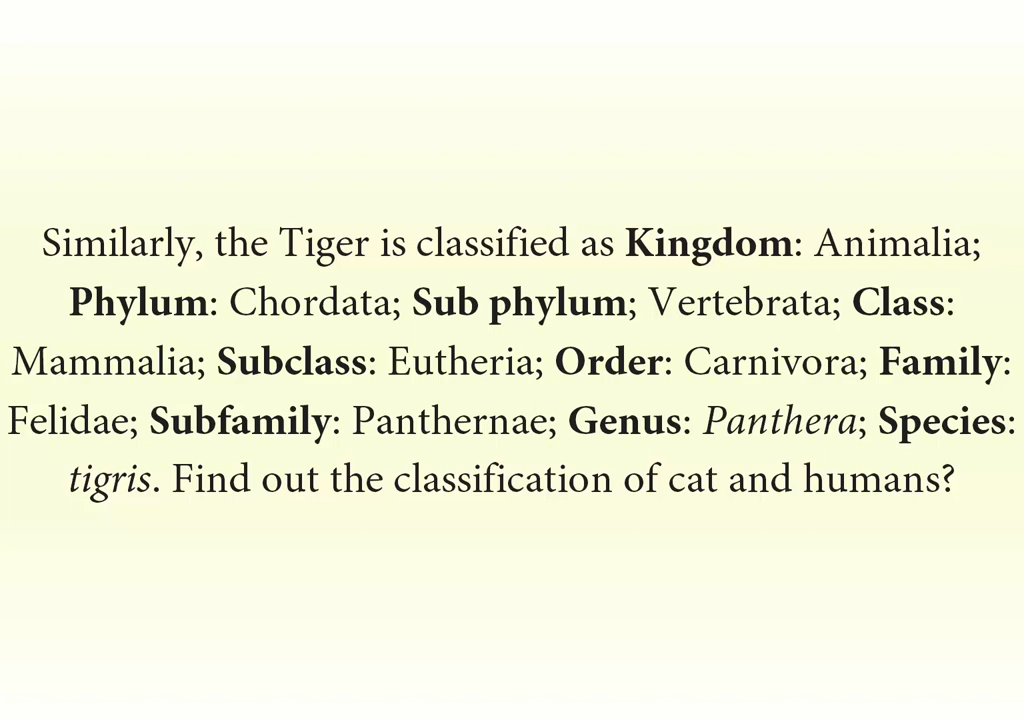 Similarly, the Tiger is classified as Kingdom: Animalia;
Phylum: Chordata; Sub phylum; Vertebrata; Class:
Mammalia; Subclass: Eutheria; Order: Carnivora; Family:
Felidae; Subfamily: Panthernae; Genus: Panthera; Species:
tigris. Find out the classification of cat and humans?